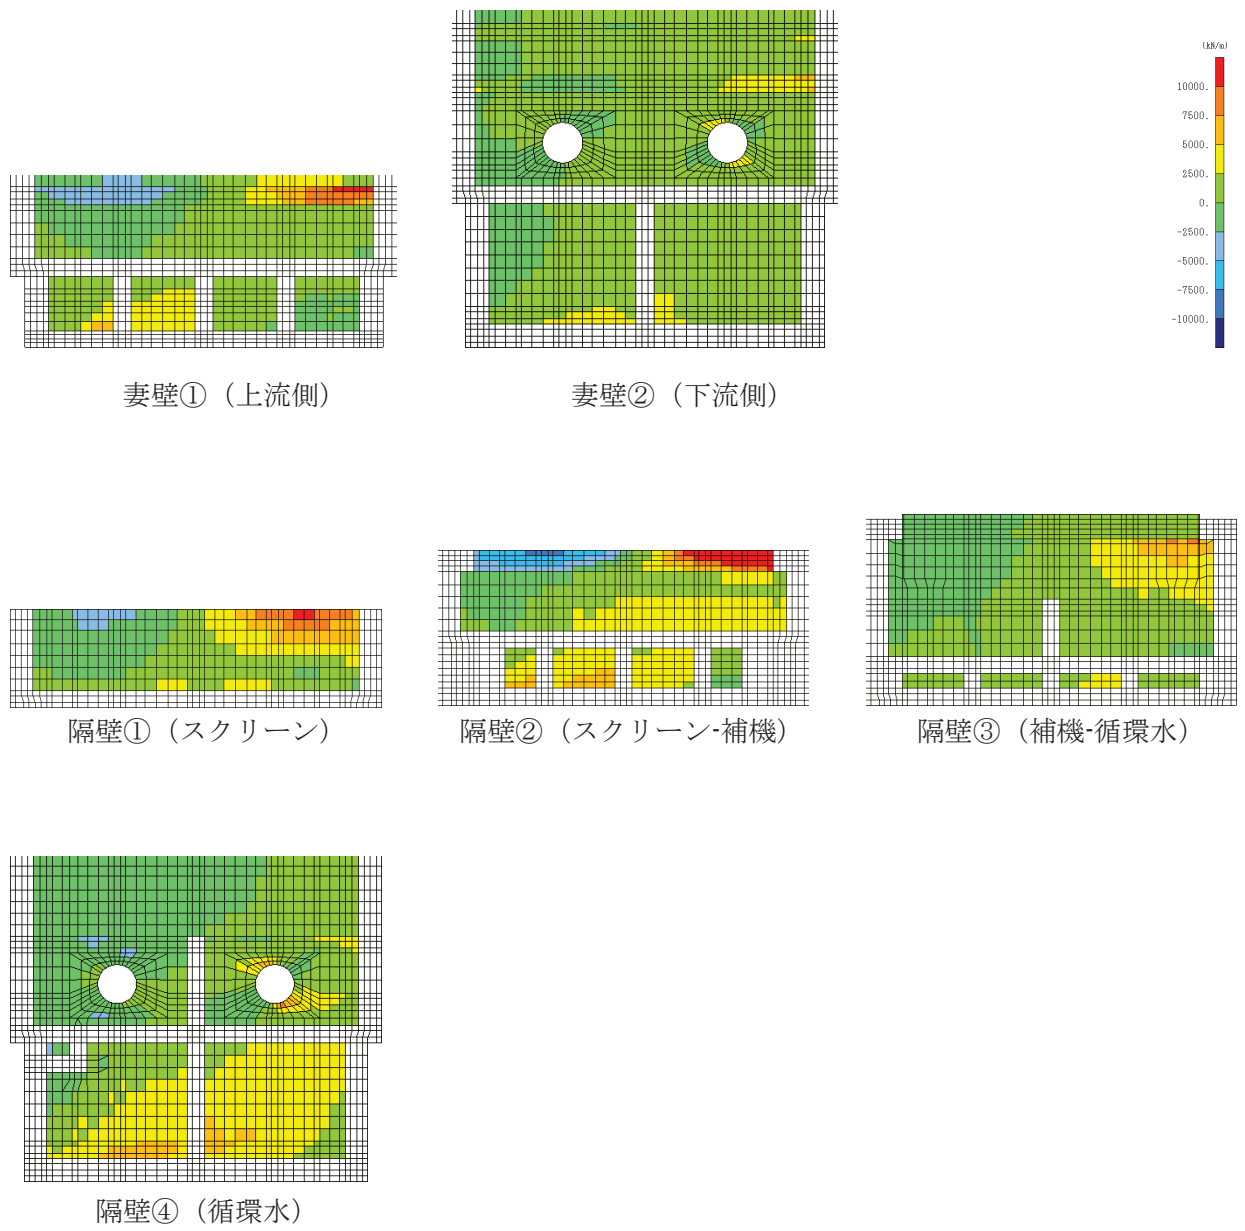 (kN/m)
10000.
7500.
5000.
2500.
0.
-2500.
-5000.
-7500.
-10000.
妻壁①（上流側）
妻壁②（下流側）
隔壁①（スクリーン）
隔壁②（スクリーン-補機）
隔壁③（補機-循環水）
隔壁④（循環水）